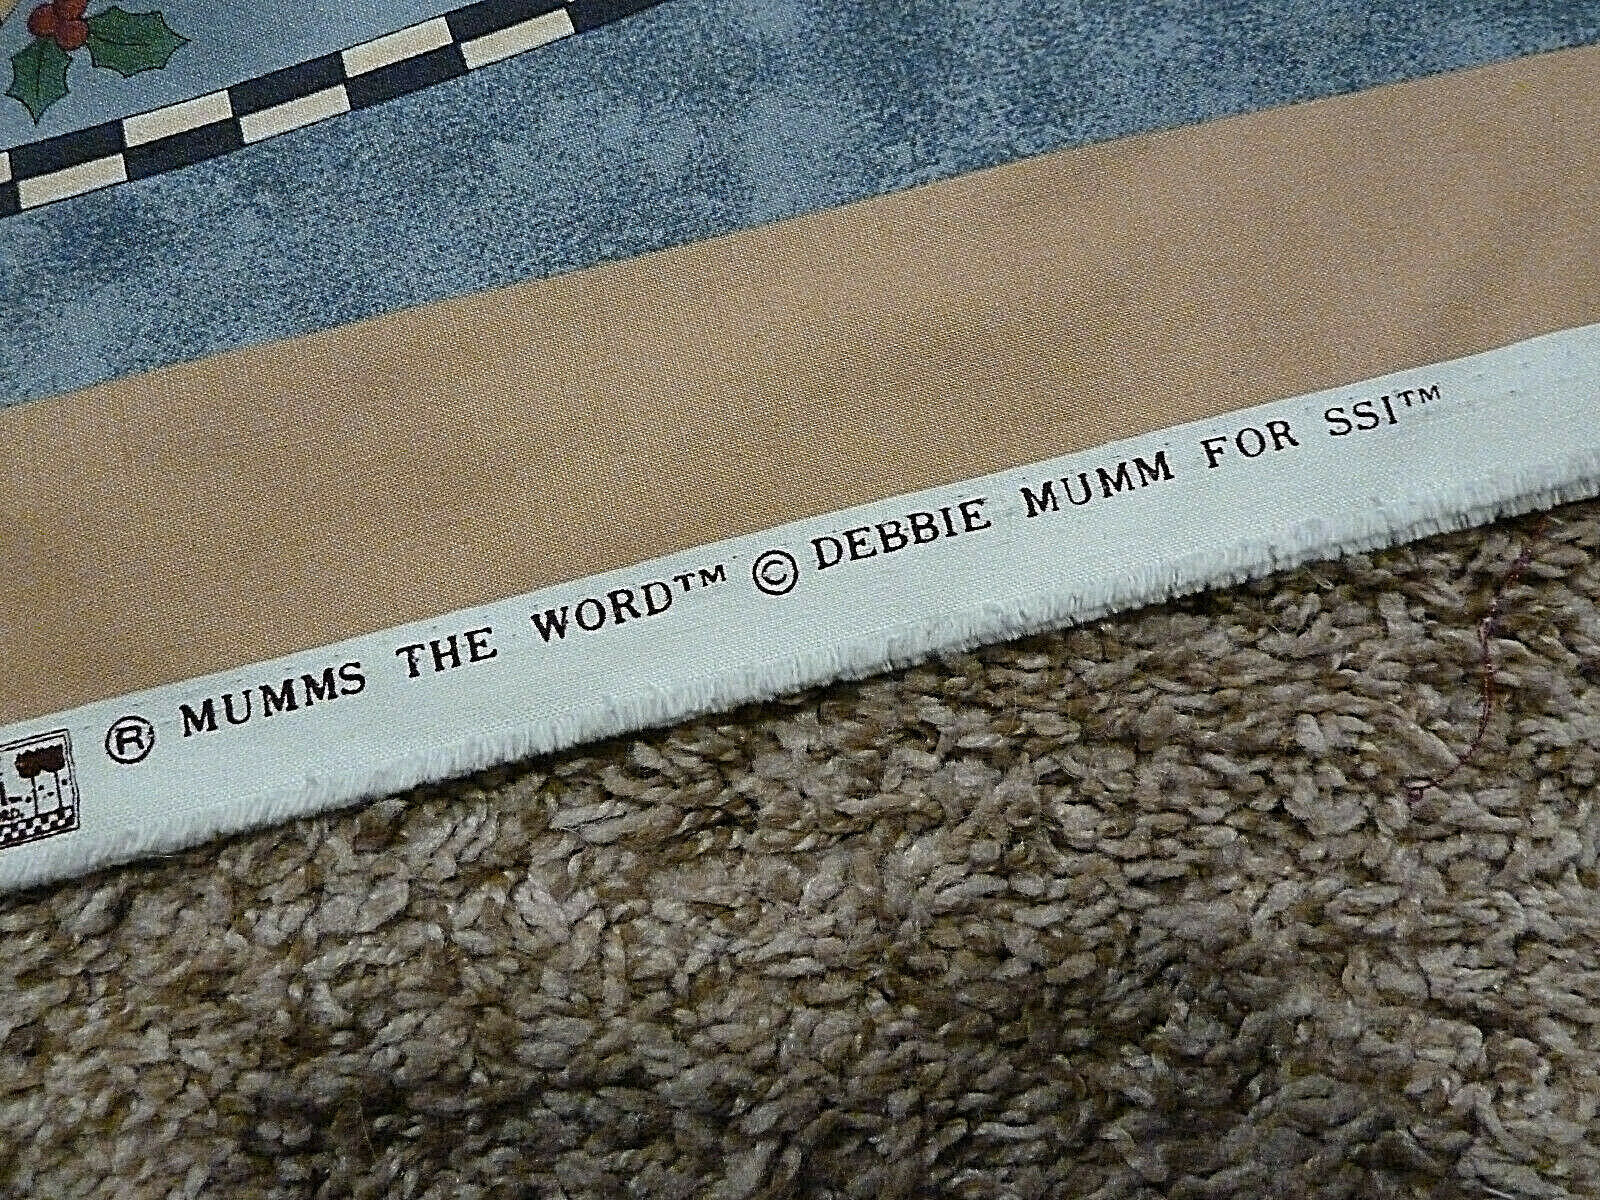 ® MUMMS THE WORD™ © DEBBIE MUMM FOR SSI™